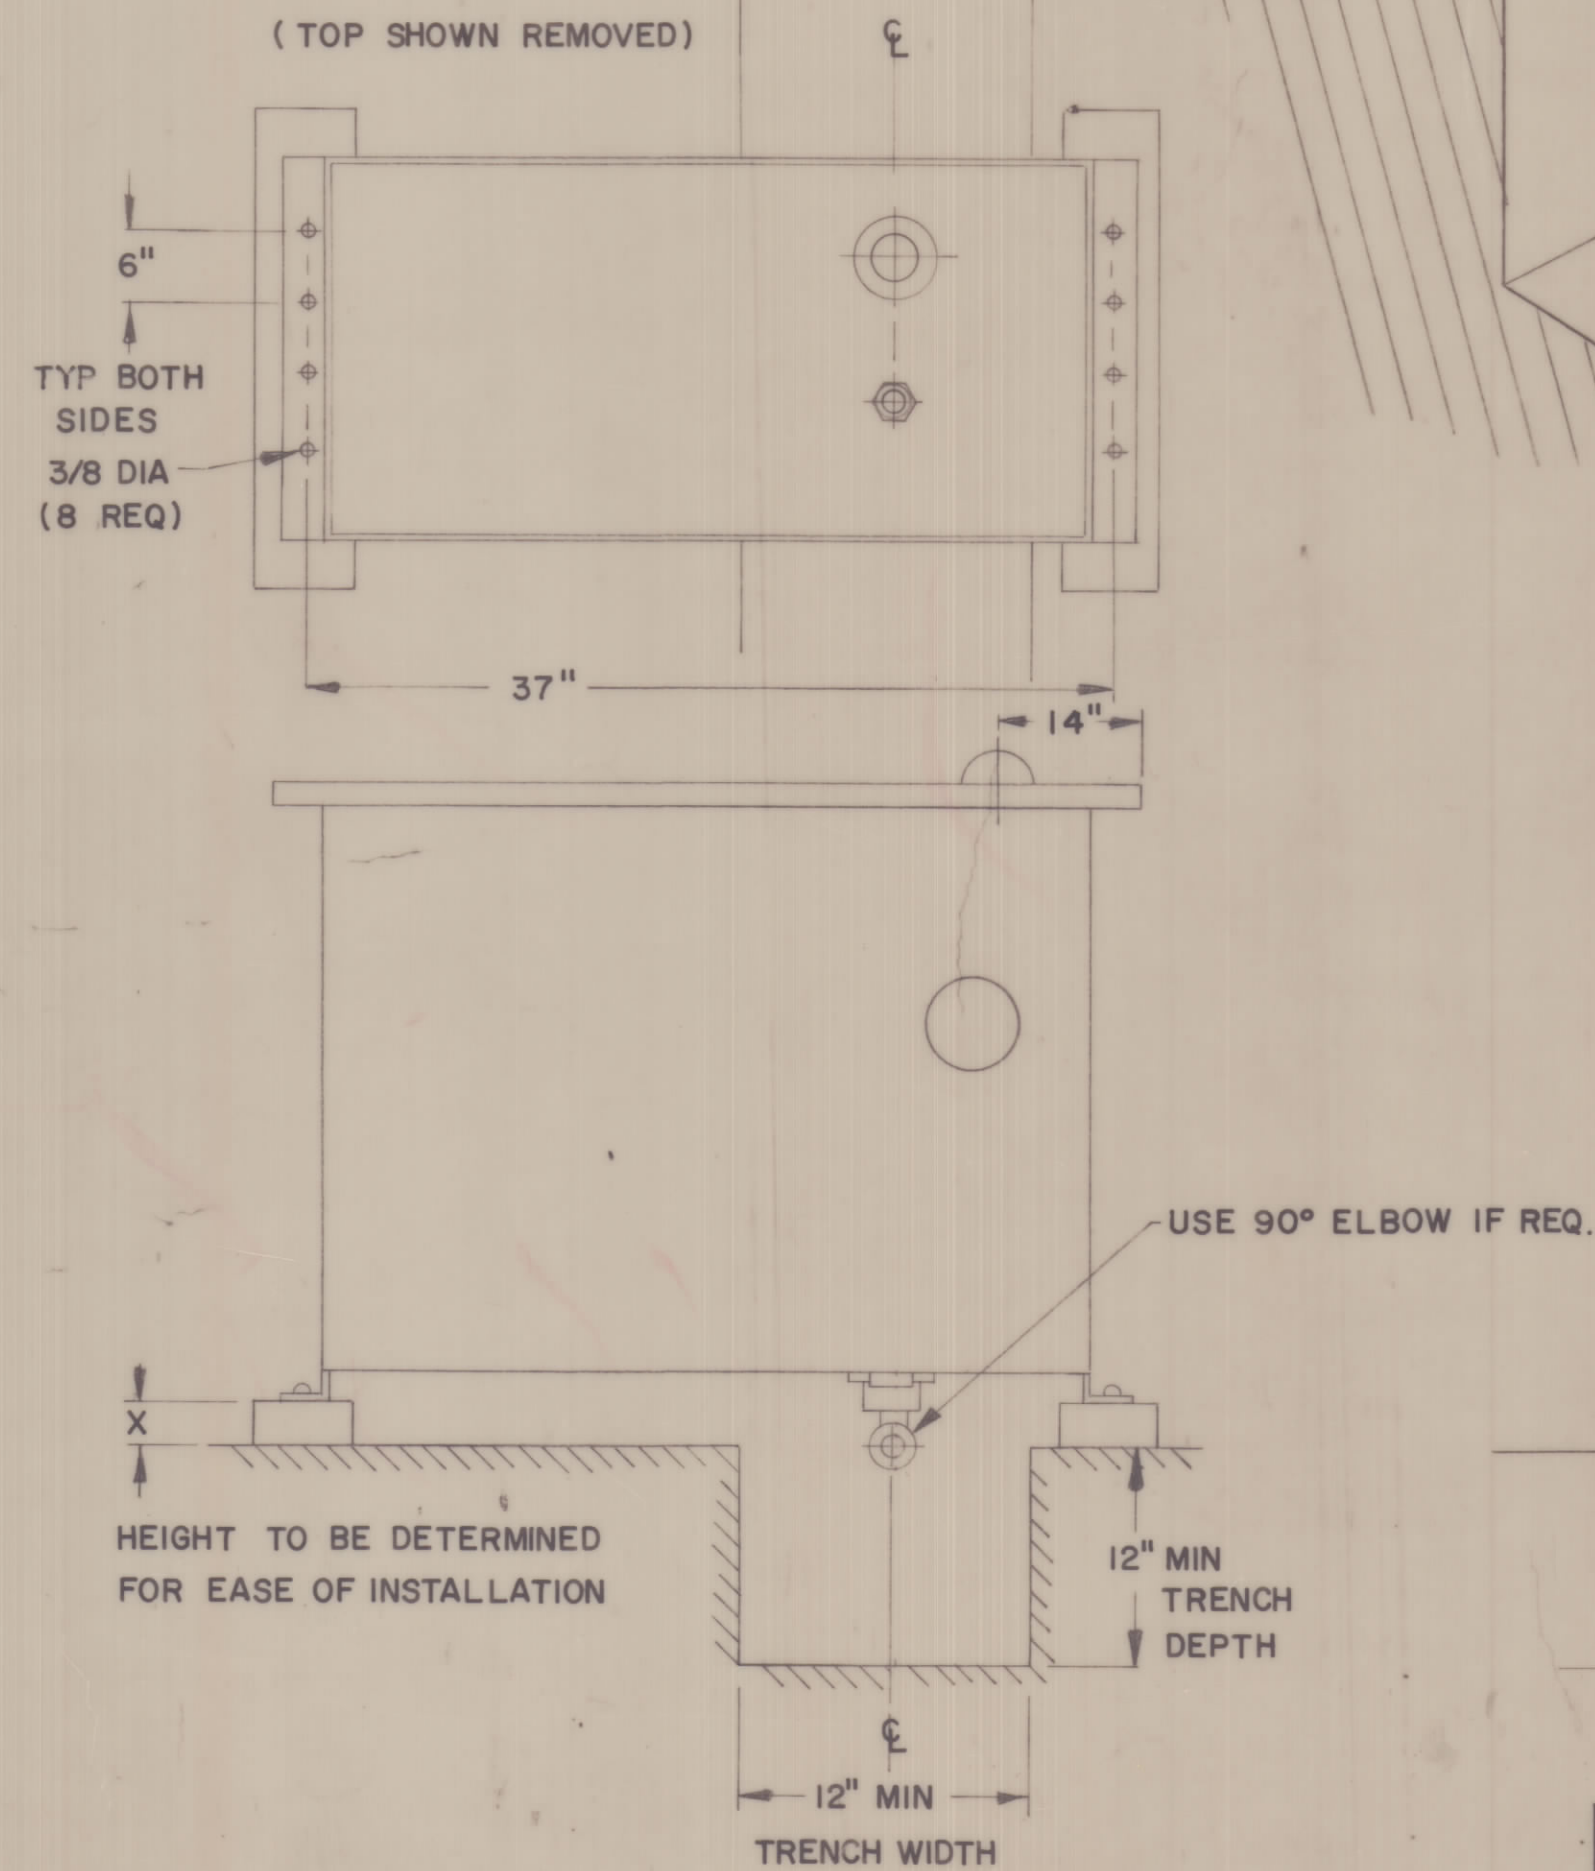 ( TOP SHOWN REMOVED)
℄
6"
TYP BOTH
SIDES
3/8 DIA
(8 REQ)
37"
14"
USE 90° ELBOW IF REQ.
X
HEIGHT TO BE DETERMINED
FOR EASE OF INSTALLATION
12" MIN
TRENCH
DEPTH
℄
12" MIN
TRENCH WIDTH